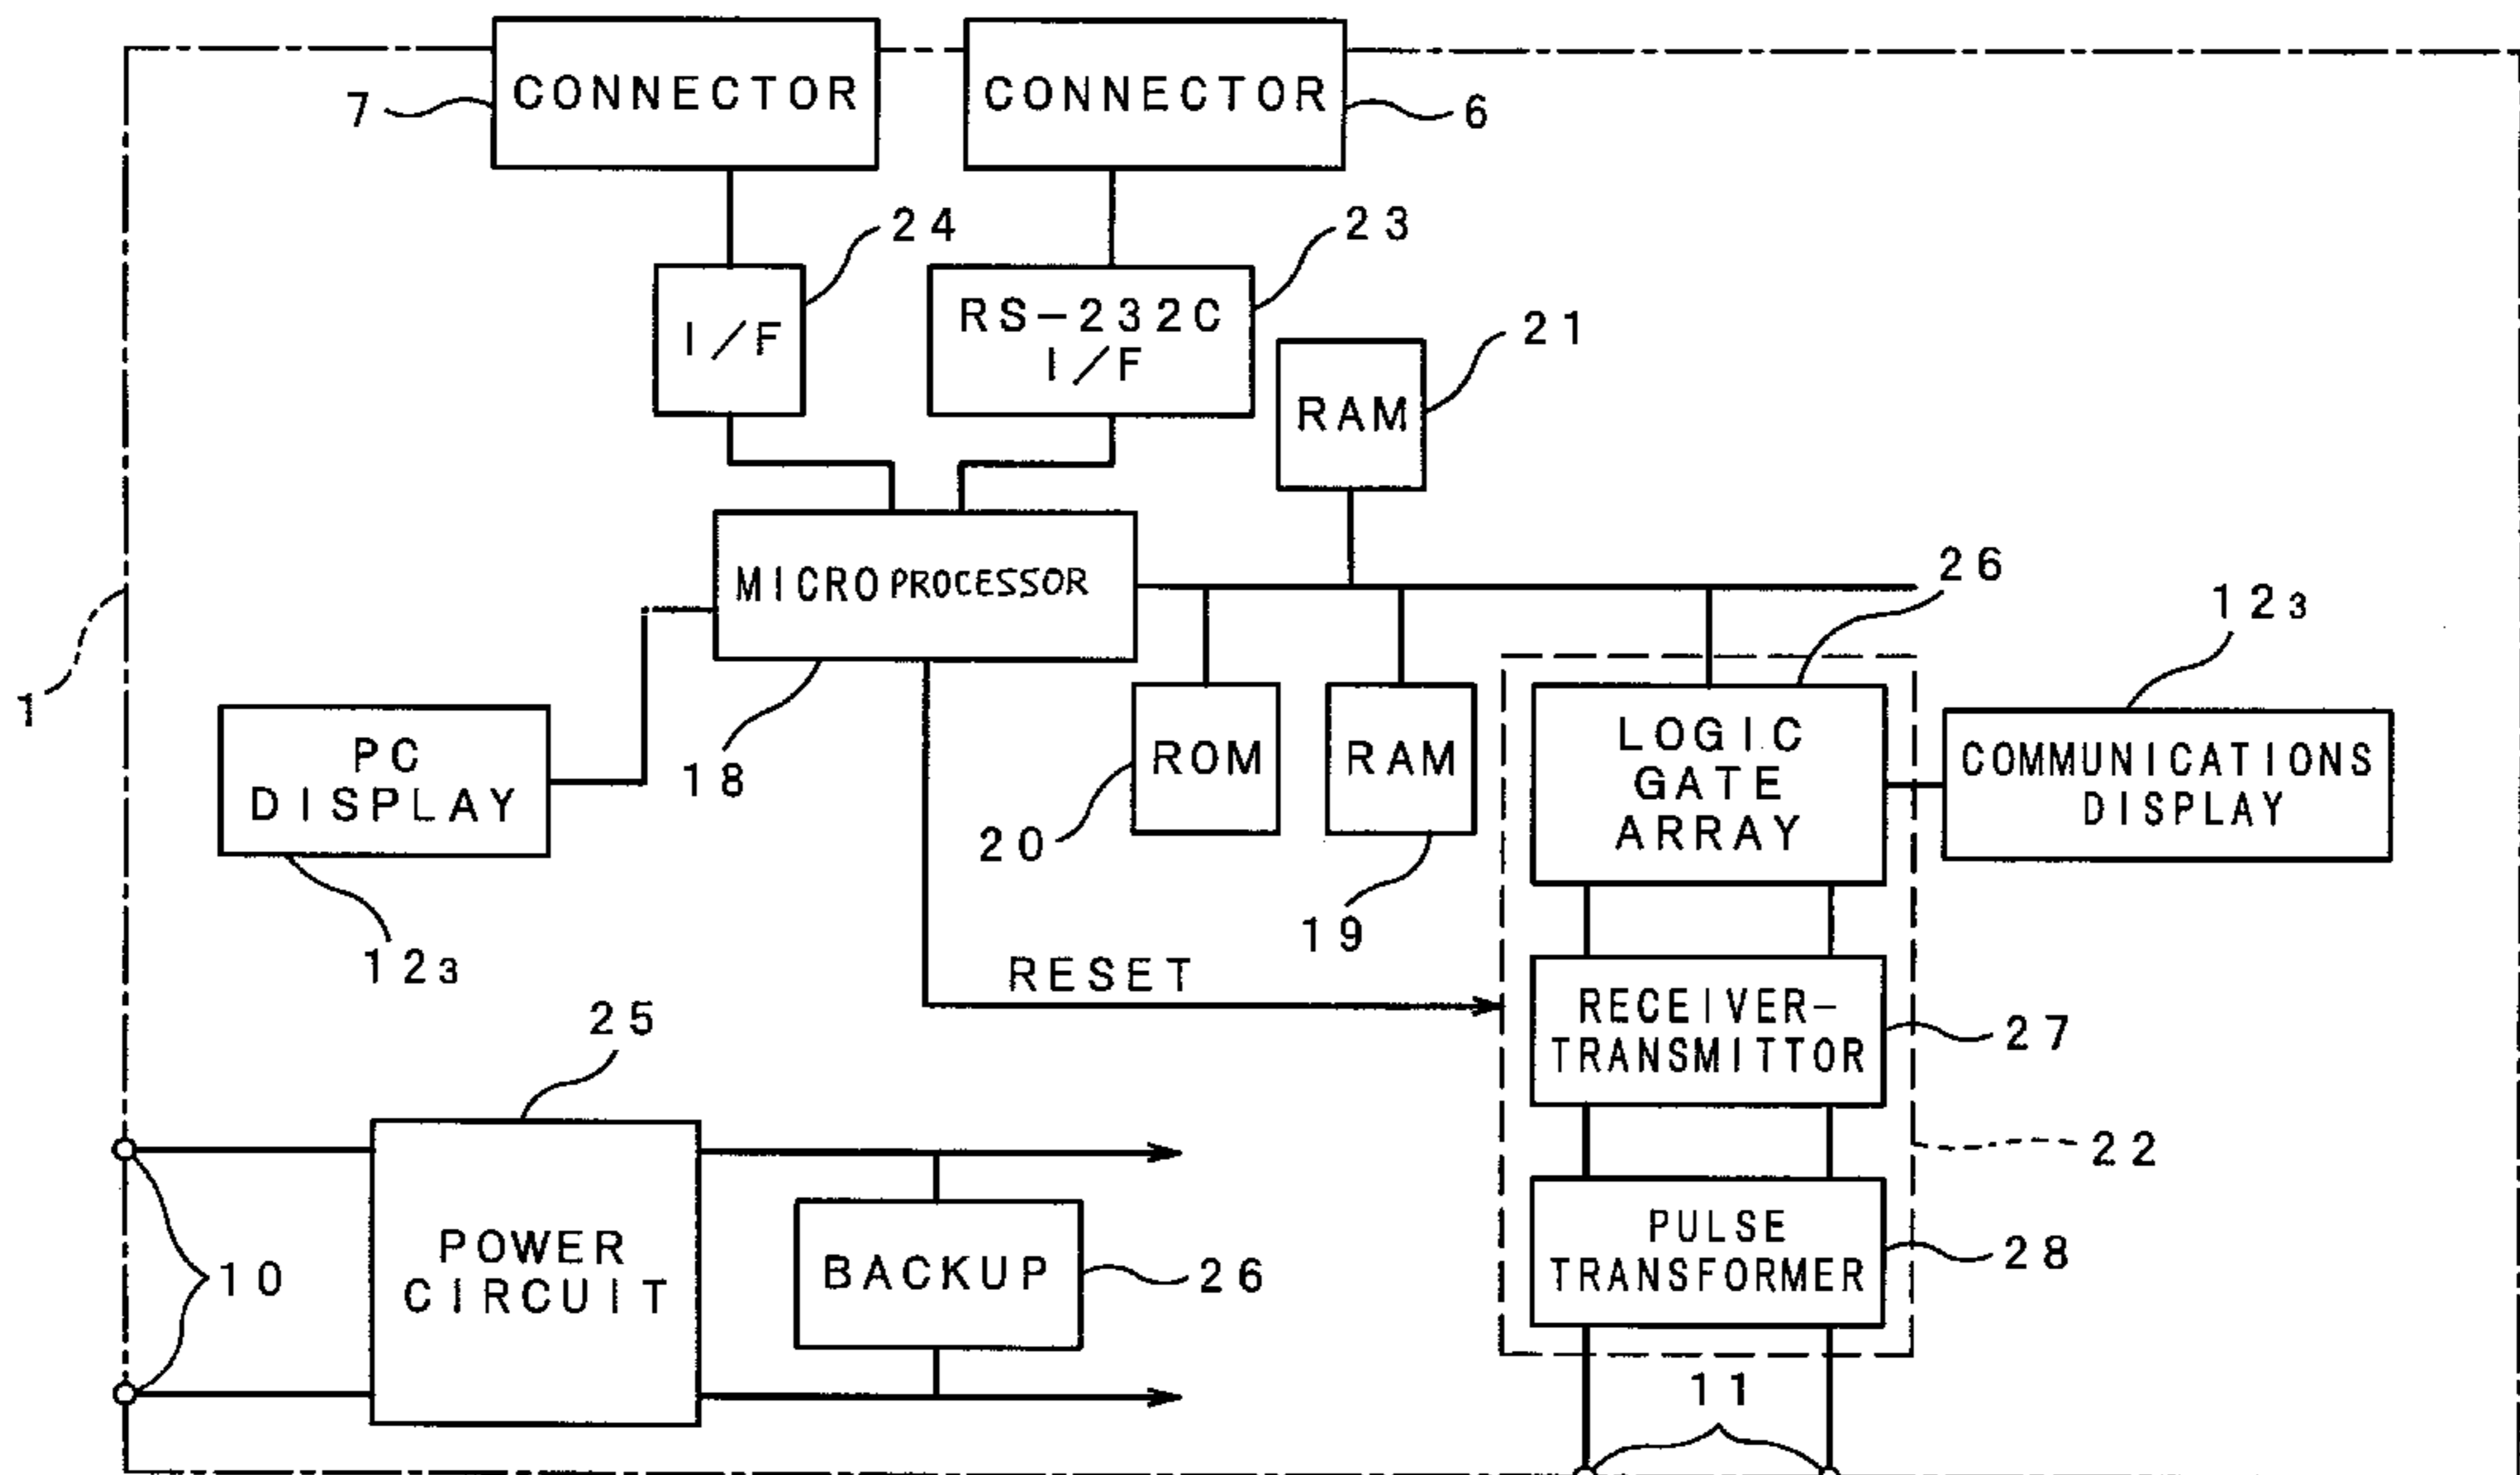 CONNECTOR
CONNECTOR
7
6
24
23
I/F
RS-232C
I/F
21
RAM
26
MICROPROCESSOR
123
1
18
PC
DISPLAY
ROM
RAM
LOGIC
GATE
ARRAY
COMMUNICATIONS
DISPLAY
20
19
123
RESET
25
RECEIVER-
TRANSMITTOR
27
22
POWER
CIRCUIT
10
BACKUP
26
PULSE
TRANSFORMER
28
11